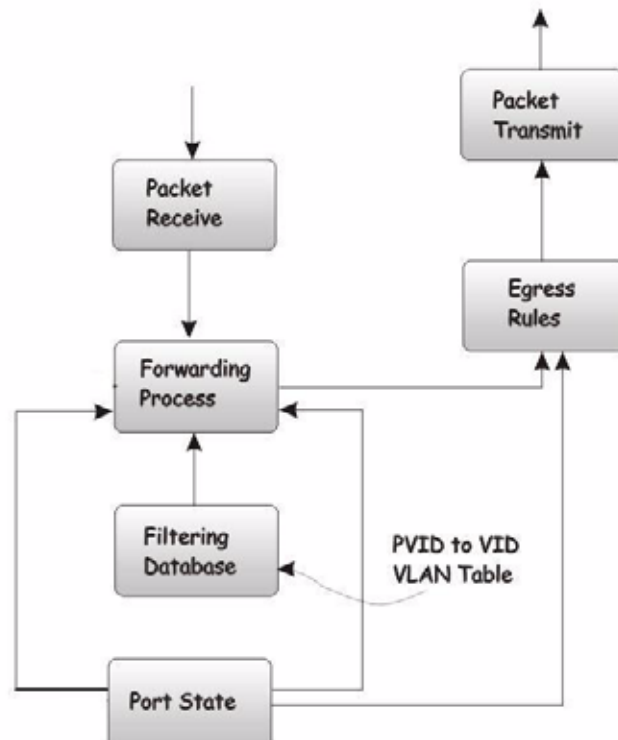 Packet
Transmit
Packet
Receive
Egress
Rules
Forwarding
Process
Filtering
Database
PVID to VID
VLAN Table
Port State